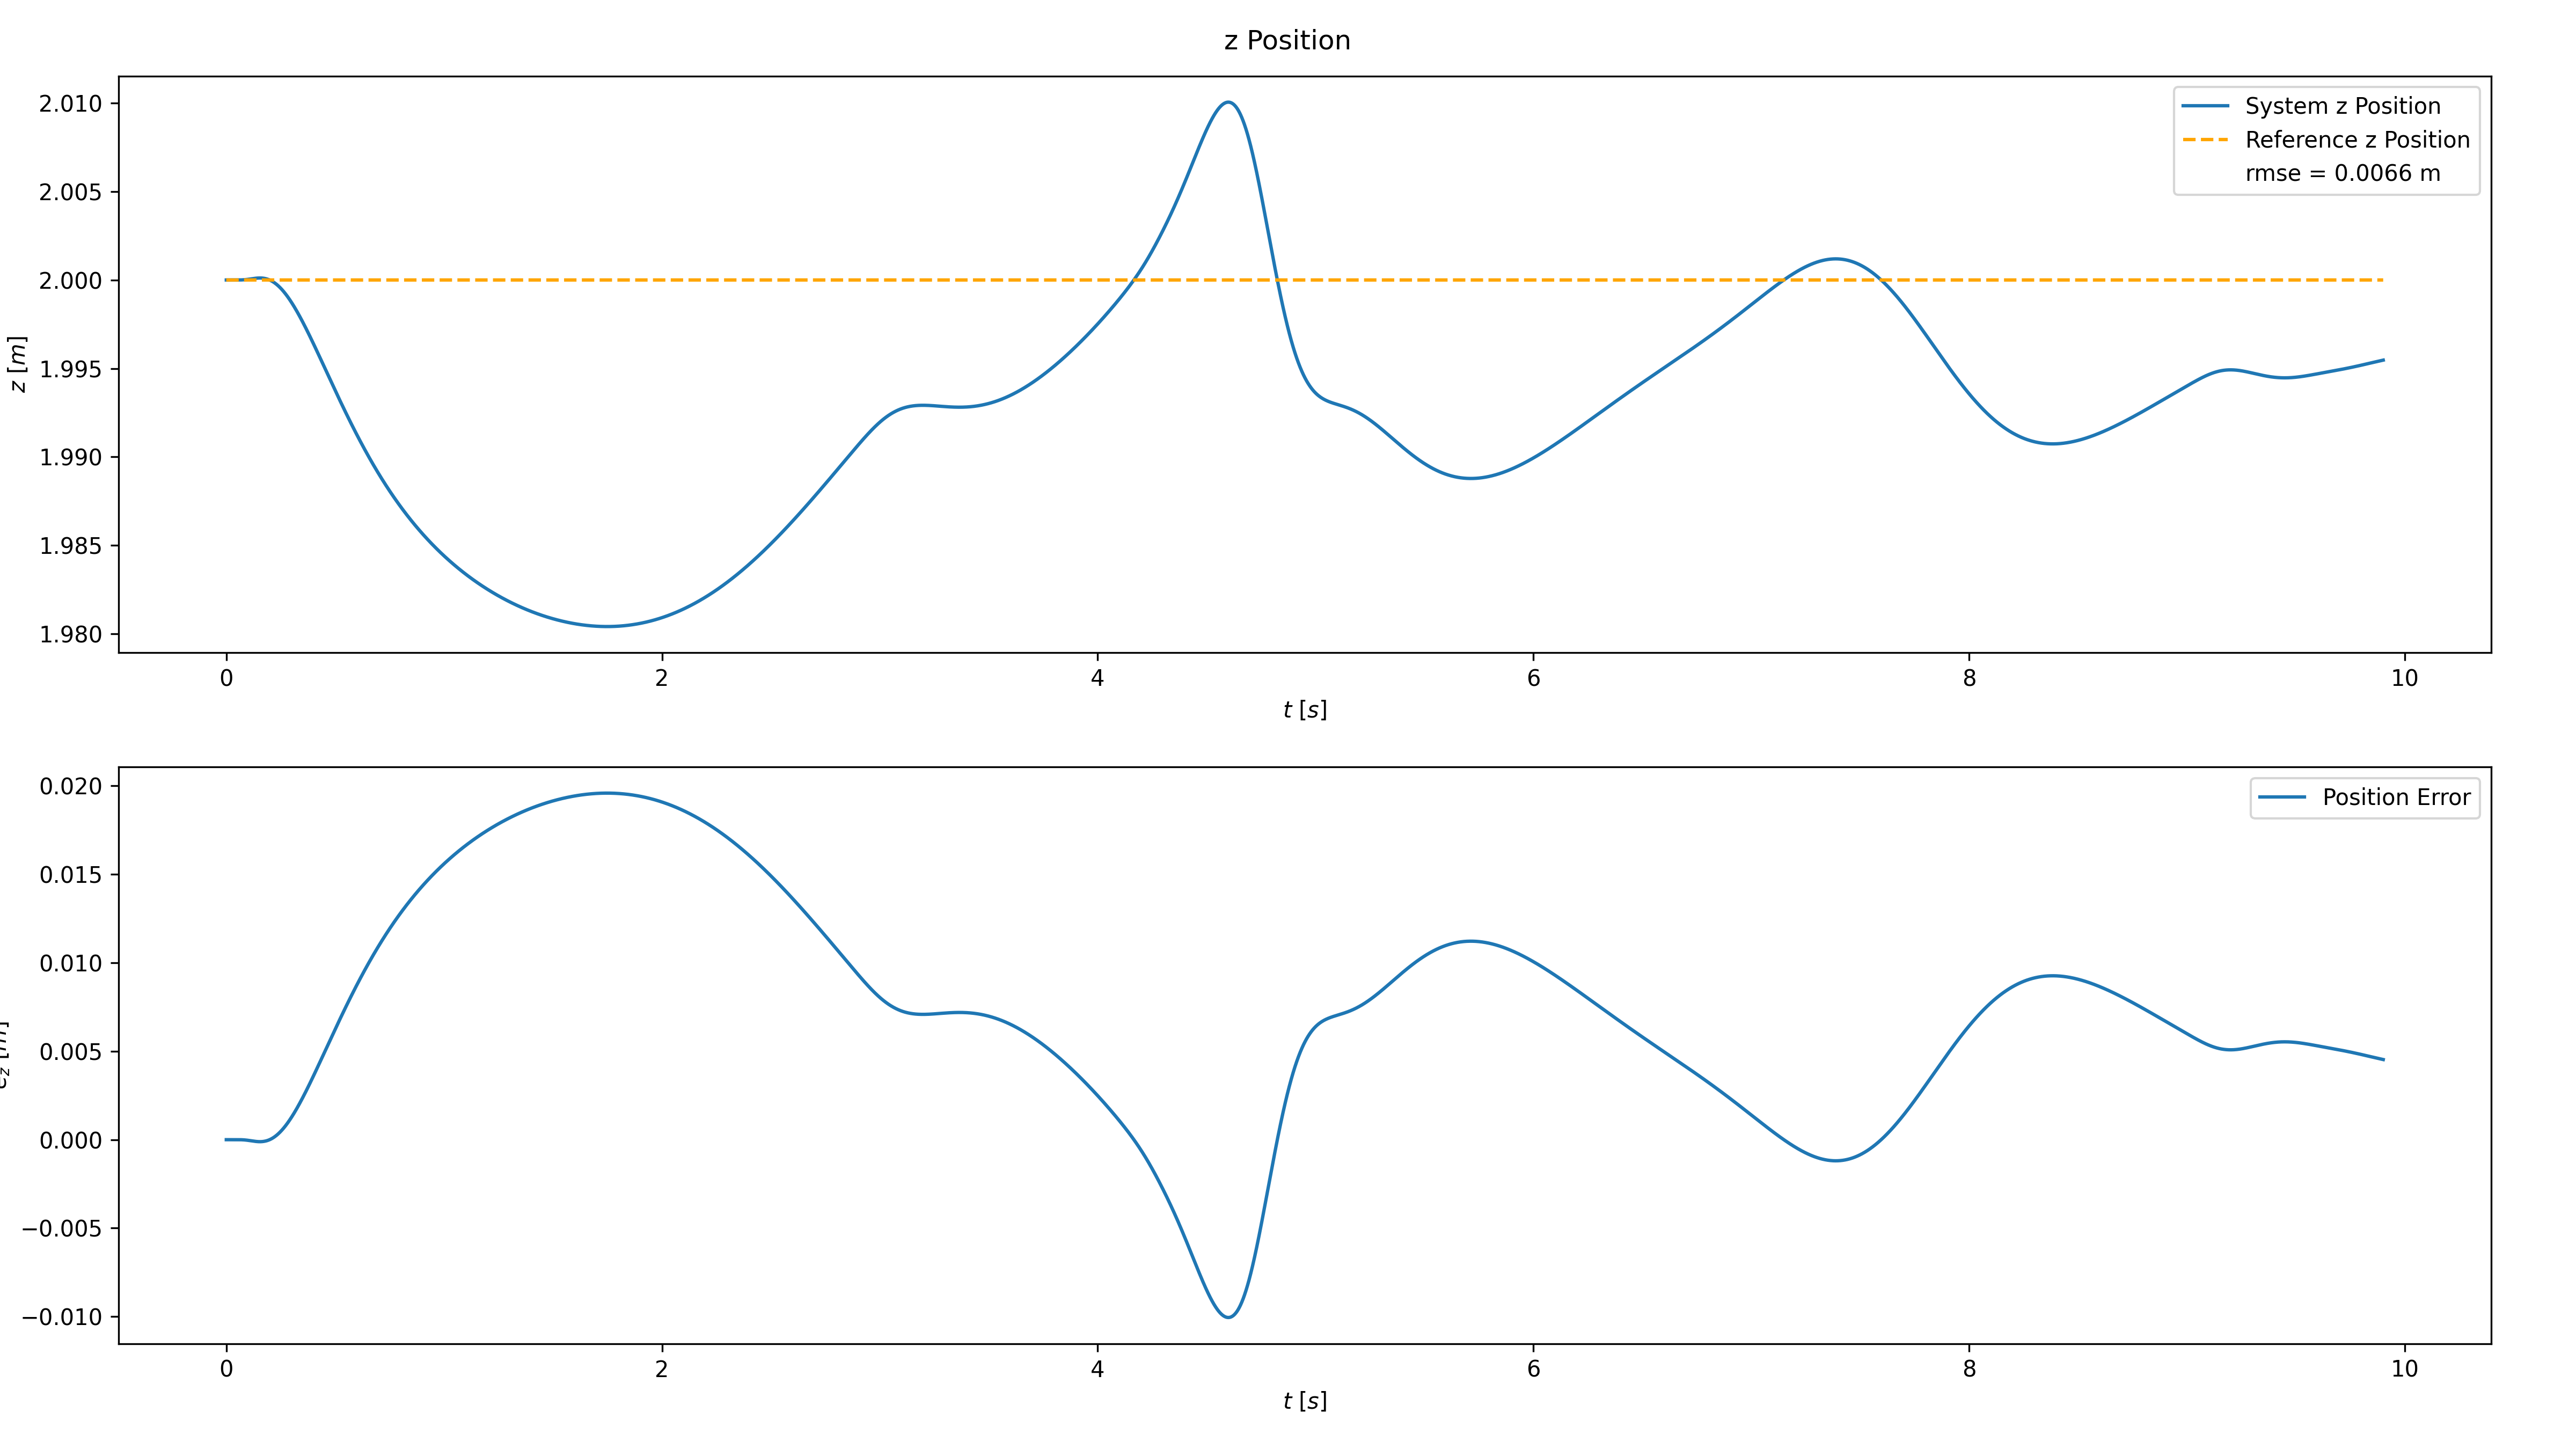 z Position
2.010
2.005
2.000
1.995
1.990
1.985
1.980
z [m]
0 2 4 6 8 10
t [s]
System z Position
Reference z Position
rmse = 0.0066 m
0.020
0.015
0.010
0.005
0.000
−0.005
−0.010
0 2 4 6 8 10
t [s]
Position Error